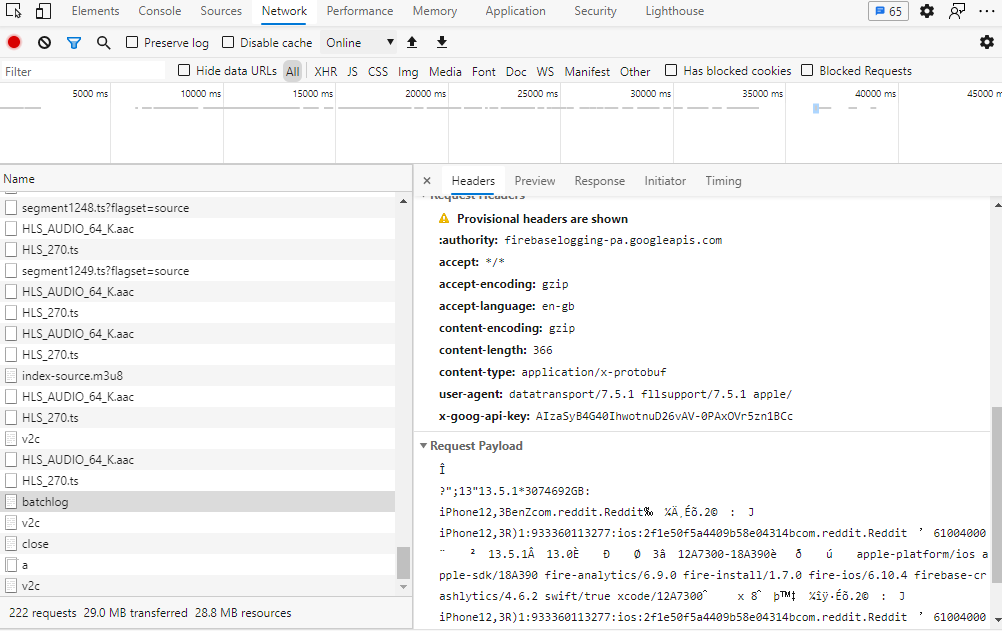 Elements Console Sources Network Performance Memory Application Security Lighthouse 65
Preserve log Disable cache Online
Filter Hide data URLs All XHR JS CSS Img Media Font Doc WS Manifest Other Has blocked cookies Blocked Requests
5000 ms 10000 ms 15000 ms 20000 ms 25000 ms 30000 ms 35000 ms 40000 ms 45000 m
Name
segment1248.ts?flagset=source
HLS_AUDIO_64_K.aac
HLS_270.ts
segment1249.ts?flagset=source
HLS_AUDIO_64_K.aac
HLS_270.ts
HLS_AUDIO_64_K.aac
HLS_270.ts
index-source.m3u8
HLS_AUDIO_64_K.aac
HLS_270.ts
v2c
HLS_AUDIO_64_K.aac
HLS_270.ts
batchlog
v2c
close
a
v2c
222 requests 29.0 MB transferred 28.8 MB resources
Headers Preview Response Initiator Timing
Request Headers
Provisional headers are shown
:authority: firebaselogging-pa.googleapis.com
accept: */*
accept-encoding: gzip
accept-language: en-gb
content-encoding: gzip
content-length: 366
content-type: application/x-protobuf
user-agent: datatransport/7.5.1 fllsupport/7.5.1 apple/
x-goog-api-key: AIzaSyB4G40IhwotnuD26vAV-0PAxOVr5zn1BCc
Request Payload
Î
?";13"13.5.1*3074692GB:
iPhone12,3BenZcom.reddit.Reddit‰ ¼Ä¸Éõ.2© : J
iPhone12,3R)1:933360113277:ios:2f1e50f5a4409b58e04314bcom.reddit.Reddit ’ 61004000
¨ ² 13.5.1Â 13.0È Ð Ø 3â 12A7300-18A390è ð ú apple-platform/ios a
pple-sdk/18A390 fire-analytics/6.9.0 fire-install/1.7.0 fire-ios/6.10.4 firebase-cr
ashlytics/4.6.2 swift/true xcode/12A7300ˆ x 8ˆ þ™‡ ¼îÿ·Éõ.2© : J
iPhone12,3R)1:933360113277:ios:2f1e50f5a4409b58e04314bcom.reddit.Reddit ’ 61004000